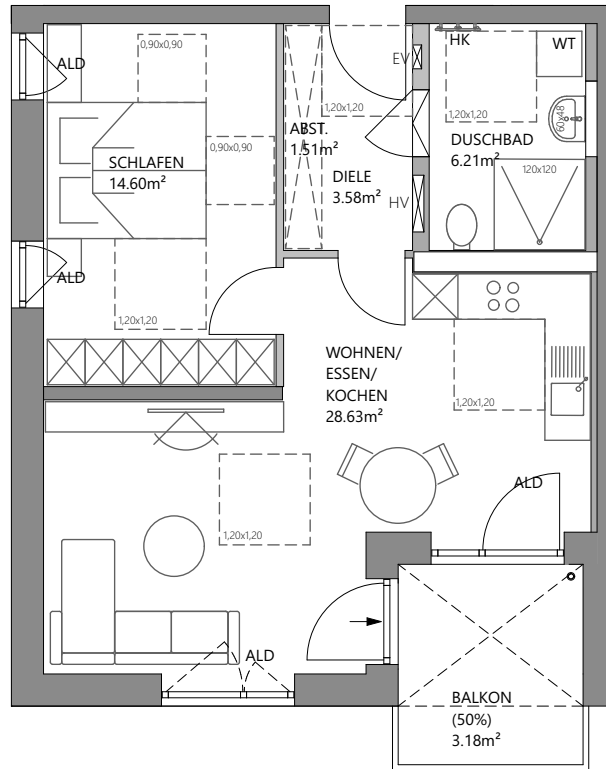 0,90x0,90
ALD
SCHLAFEN
14.60m²
0,90x0,90
ALD
1,20x1,20
ABST.
1.51m²
1,20x1,20
EV
DIELE
3.58m²
HV
HK
WT
1,20x1,20
60x48
DUSCHBAD
6.21m²
120x120
WOHNEN/
ESSEN/
KOCHEN
28.63m²
1,20x1,20
1,20x1,20
ALD
ALD
BALKON
(50%)
3.18m²